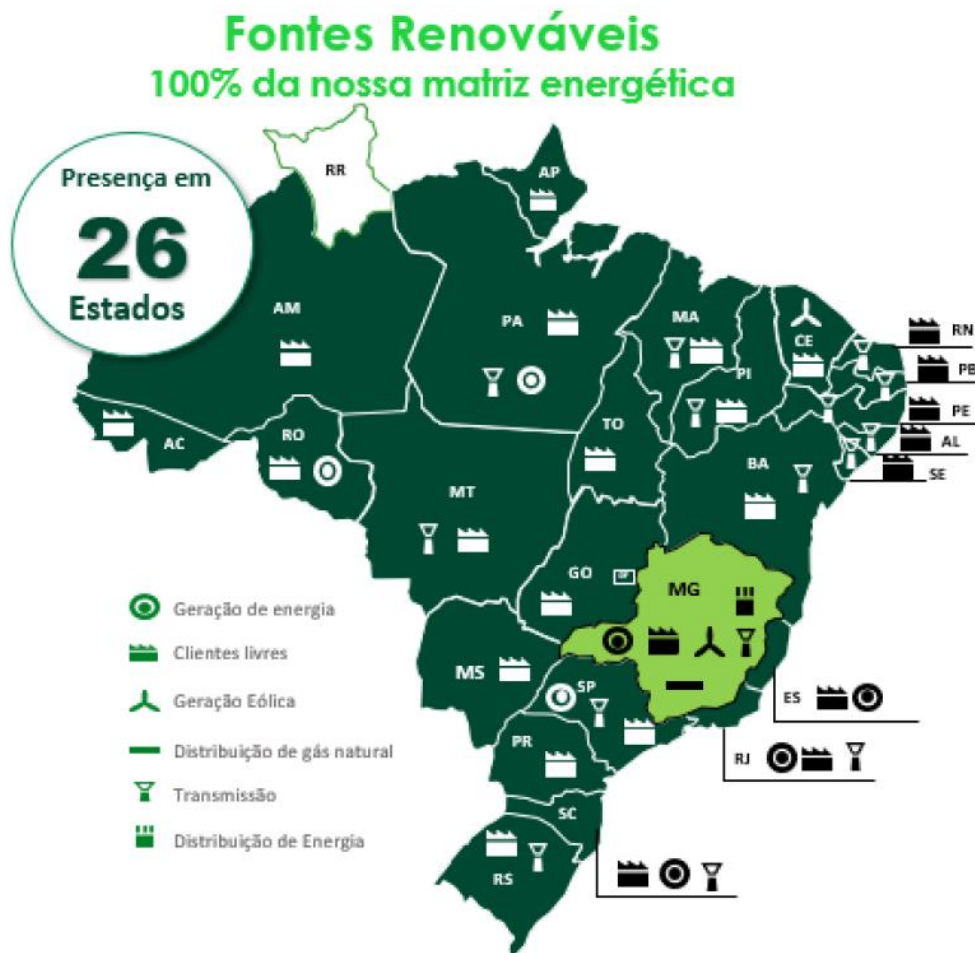 Fontes Renováveis
100% da nossa matriz energética
Presença em
26
Estados
RR
AP
AM
PA
MA
CE
RN
PB
PI
PE
AL
SE
AC
RO
TO
BA
MT
GO
DF
MG
MS
SP
ES
RJ
PR
SC
RS
Geração de energia
Clientes livres
Geração Eólica
Distribuição de gás natural
Transmissão
Distribuição de Energia